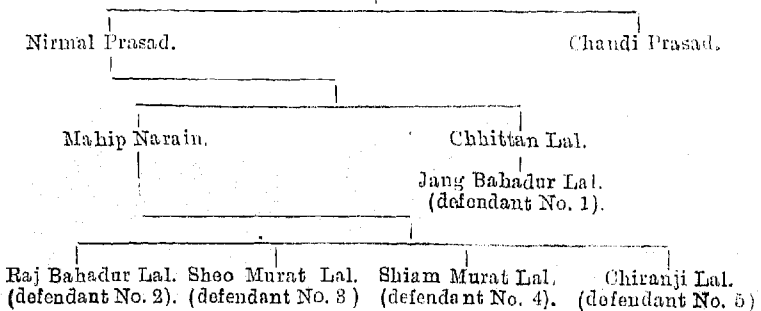 Nirmal Prasad. Chandi Prasad.
Mahip Narain. Chhittan Lal.
Jang Bahadur Lal.
(defendant No. 1).
Raj Bahadur Lal. Sheo Murat Lal. Shiam Murat Lal. Chiranji Lal.
(defendant No. 2). (defendant No. 3) (defendant No. 4). (defendant No. 5)